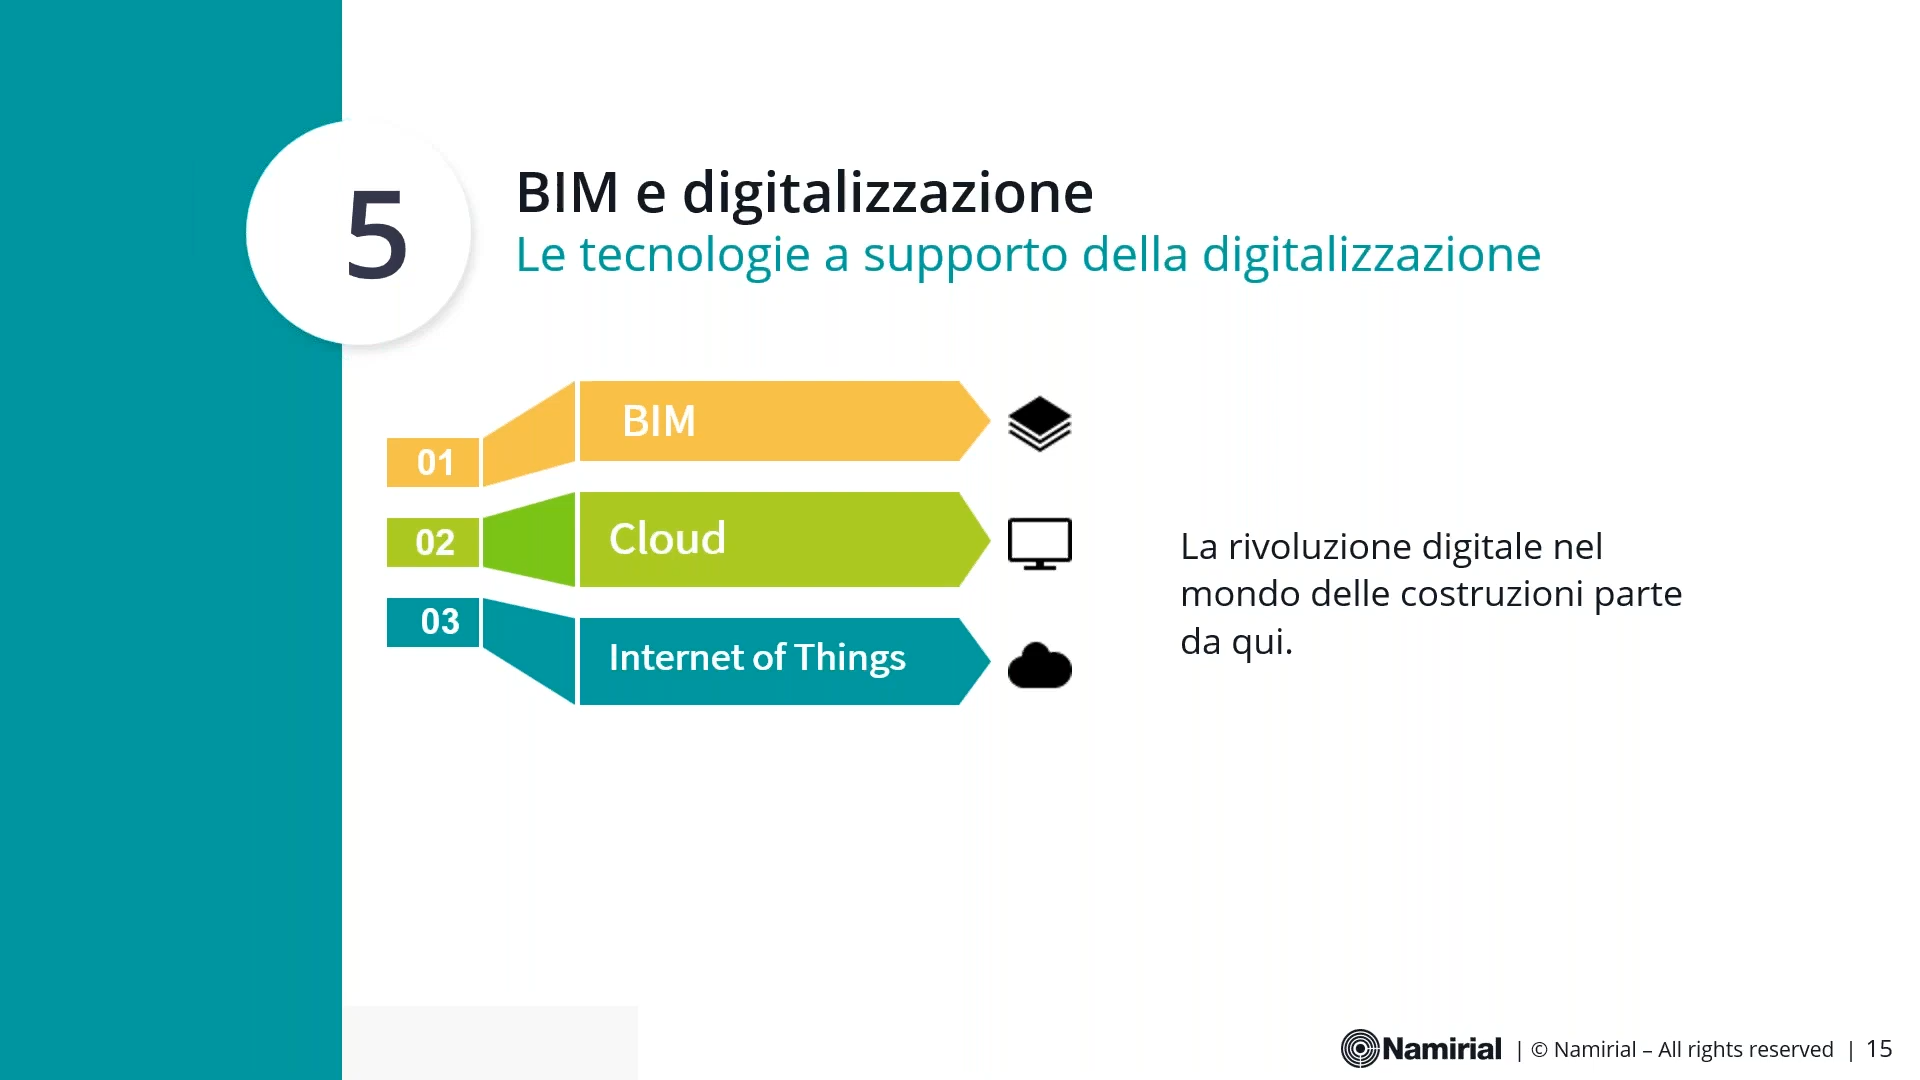 5
BIM e digitalizzazione
Le tecnologie a supporto della digitalizzazione
01
BIM
02
Cloud
03
Internet of Things
La rivoluzione digitale nel
mondo delle costruzioni parte
da qui.
Namirial | © Namirial – All rights reserved | 15